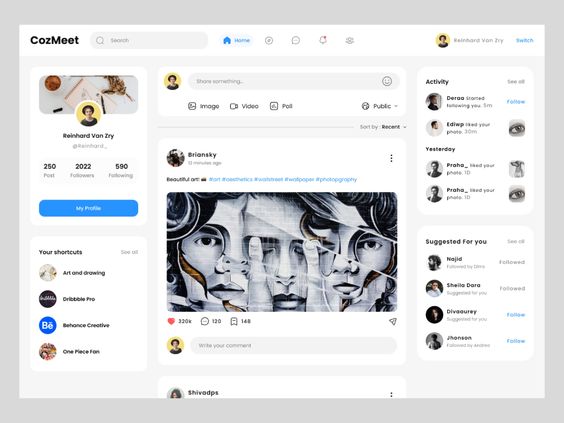 CozMeet
Search
Home
Reinhard Van Zry
Switch
Reinhard Van Zry
@Reinhard_
250
Post
2022
Followers
590
Following
My Profile
Your shortcuts
See all
Art and drawing
Dribbble Pro
Behance Creative
One Piece Fan
Share something...
Image
Video
Poll
Public
Sort by : Recent
Briansky
12 minutes ago
Beautiful art! #art #aesthetics #wallstreet #wallpaper #photopgraphy
320k
120
148
Write your comment
Shivadps
Activity
See all
Deraa started
following you. 5m
Follow
Ediwp liked your
photo. 30m
Yesterday
Praha_ liked your
photo. 1D
Praha_ liked your
photo. 1D
Suggested For you
See all
Najid
Followed
Sheila Dara
Suggested for you
Followed
Divaaurey
Suggested for you
Follow
Jhonson
Followed by Andrea
Follow